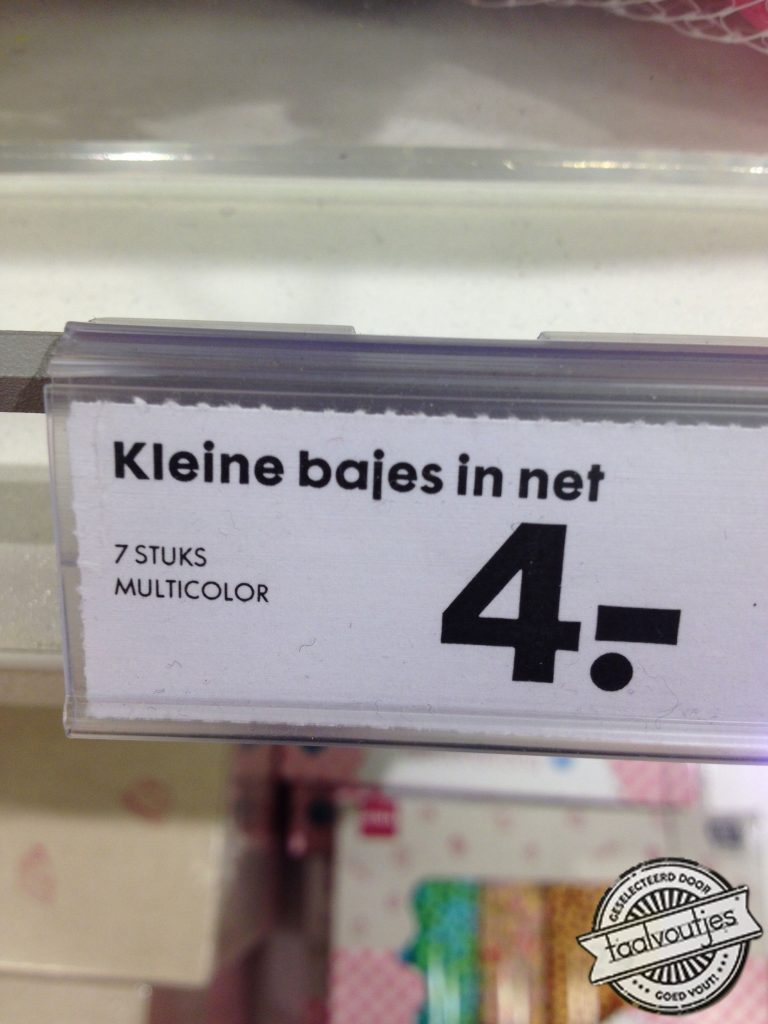 Kleine bajes in net
7 STUKS
MULTICOLOR
4.-
GESELECTEERD DOOR
taalvoutjes
GOED VOUT!